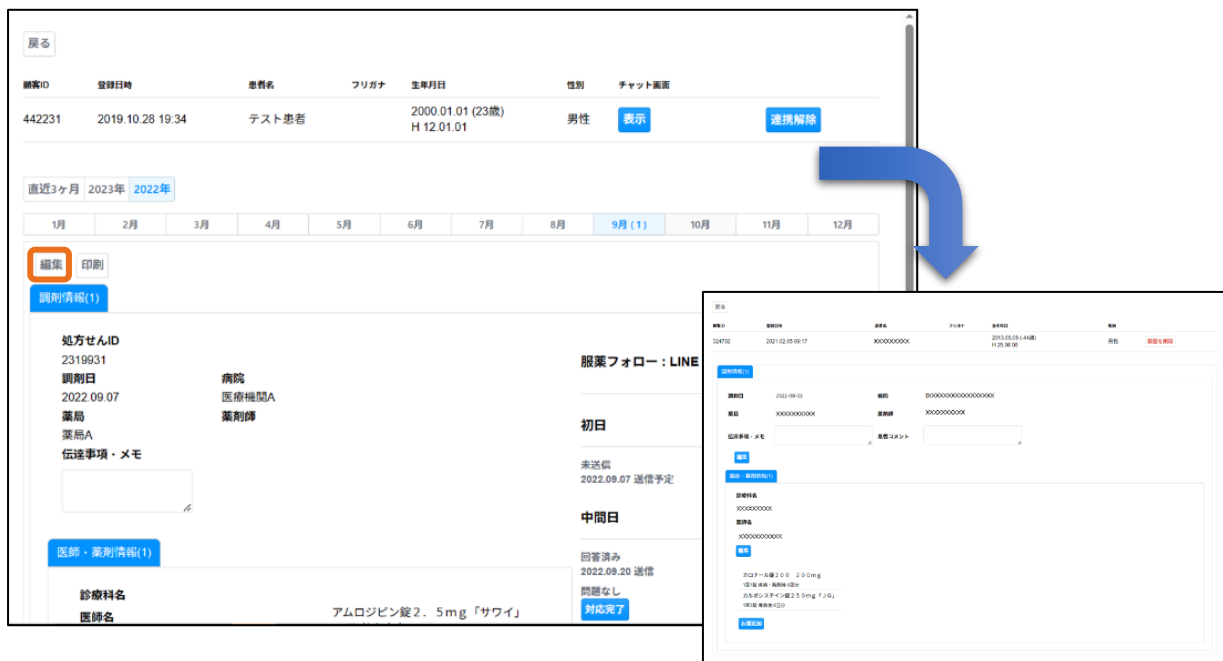 戻る
顧客ID 登録日時 患者名 フリガナ 生年月日 性別 チャット画面
442231 2019.10.28 19:34 テスト患者 2000.01.01 (23歳) 男性 表示 連携解除
H 12.01.01
直近3ヶ月 2023年 2022年
1月 2月 3月 4月 5月 6月 7月 8月 9月 (1) 10月 11月 12月
編集 印刷
調剤情報(1)
処方せんID
2319931
調剤日 病院
2022.09.07 医療機関A
薬局 薬剤師
薬局A
伝達事項・メモ
医師・薬剤情報(1)
診療科名
医師名
アムロジピン錠2．5mg「サワイ」
服薬フォロー：LINE
初日
未送信
2022.09.07 送信予定
中間日
回答済み
2022.09.20 送信
問題なし
対応完了
戻る
顧客ID 登録日時 患者名 フリガナ 生年月日 性別
324702 2021.02.05 09:17 XXXXXXXXXX 男性
調剤情報(1)
調剤日 病院
薬局 XXXXXXXXXX 薬剤師 XXXXXXXXXX
伝達事項・メモ 患者コメント
編集
医師・薬剤情報(1)
診療科名
XXXXXXXXX
医師名
XXXXXXXXXXX
編集
カロナール錠２００ ２００ｍｇ
カルボシステイン錠２５０ｍｇ「ＪＧ」
お薬追加